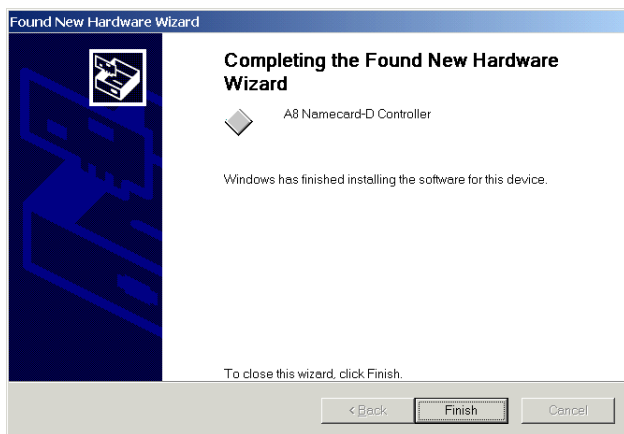 Found New Hardware Wizard
Completing the Found New Hardware
Wizard
A8 Namecard-D Controller
Windows has finished installing the software for this device.
To close this wizard, click Finish.
< Back Finish Cancel